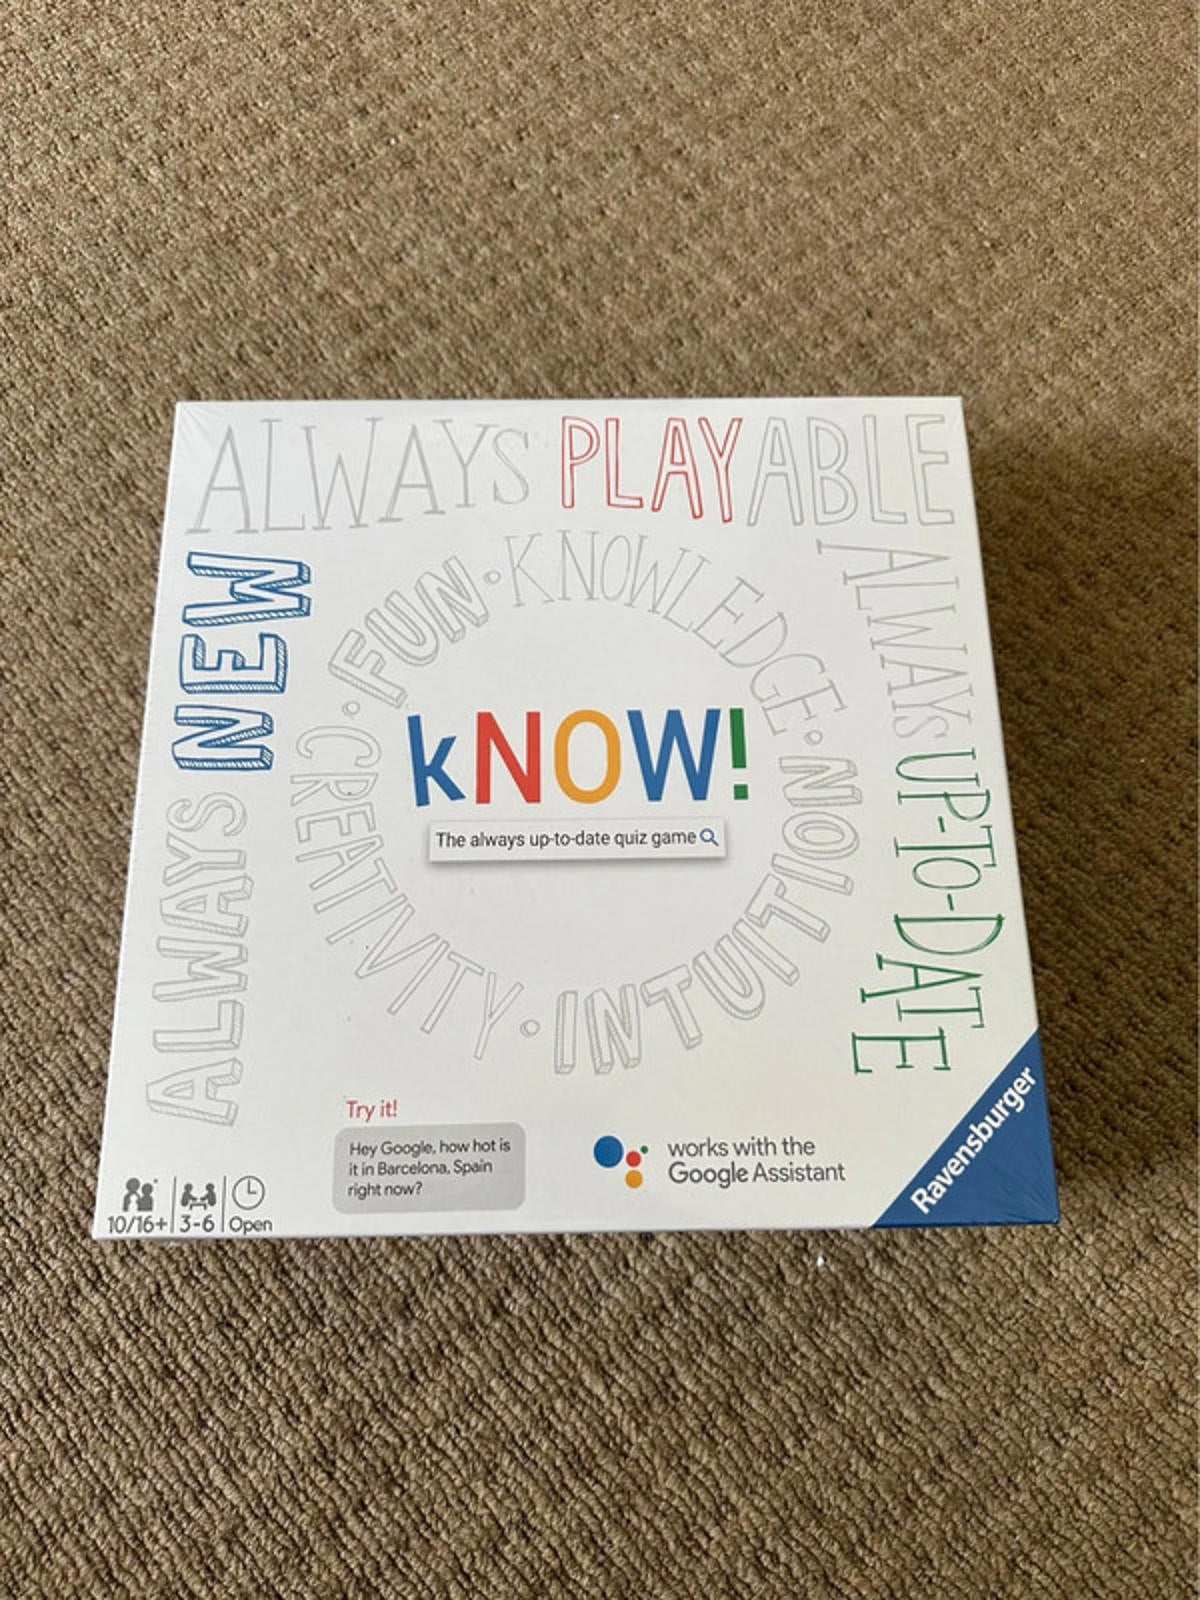 ALWAYS PLAYABLE
ALWAYS NEW
ALWAYS UP-TO-DATE
FUN · KNOWLEDGE · INTUITION · CREATIVITY ·
kNOW!
The always up-to-date quiz game
Try it!
Hey Google, how hot is
it in Barcelona, Spain
right now?
works with the
Google Assistant
Ravensburger
10/16+ 3-6 Open